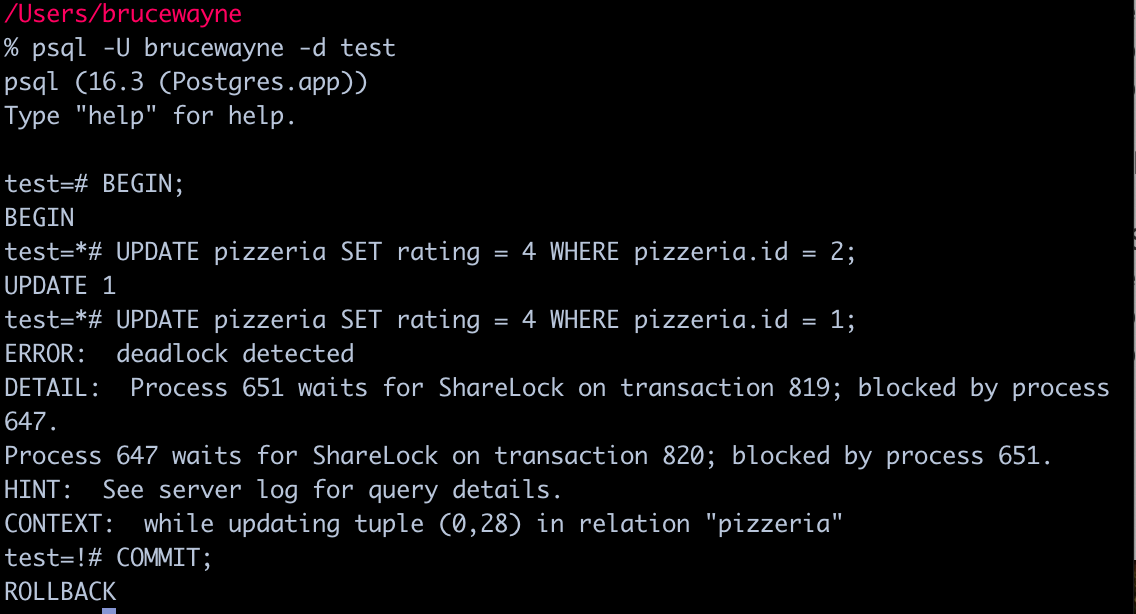 /Users/brucewayne
% psql -U brucewayne -d test
psql (16.3 (Postgres.app))
Type "help" for help.
test=# BEGIN;
BEGIN
test=*# UPDATE pizzeria SET rating = 4 WHERE pizzeria.id = 2;
UPDATE 1
test=*# UPDATE pizzeria SET rating = 4 WHERE pizzeria.id = 1;
ERROR:  deadlock detected
DETAIL:  Process 651 waits for ShareLock on transaction 819; blocked by process
647.
Process 647 waits for ShareLock on transaction 820; blocked by process 651.
HINT:  See server log for query details.
CONTEXT:  while updating tuple (0,28) in relation "pizzeria"
test=!# COMMIT;
ROLLBACK